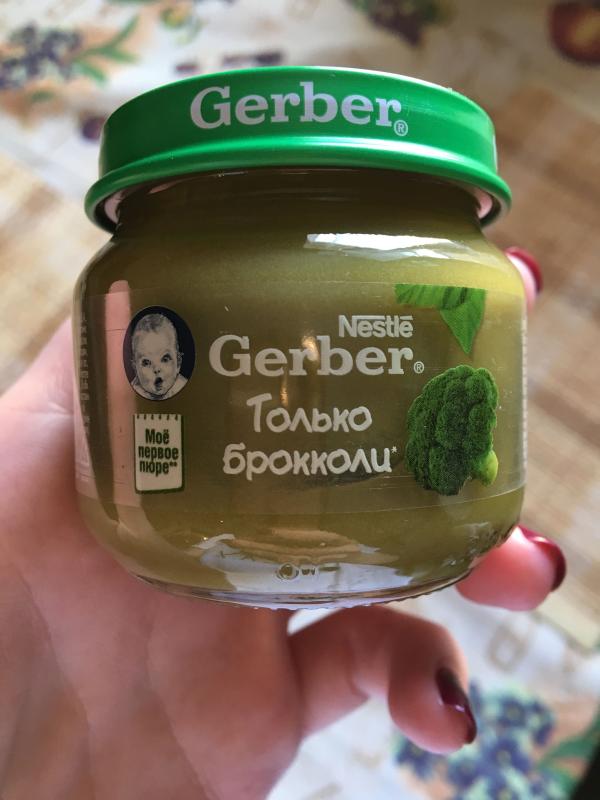 Gerber®
Nestlé
Gerber®
Только
брокколи*
Моё
первое
пюре**